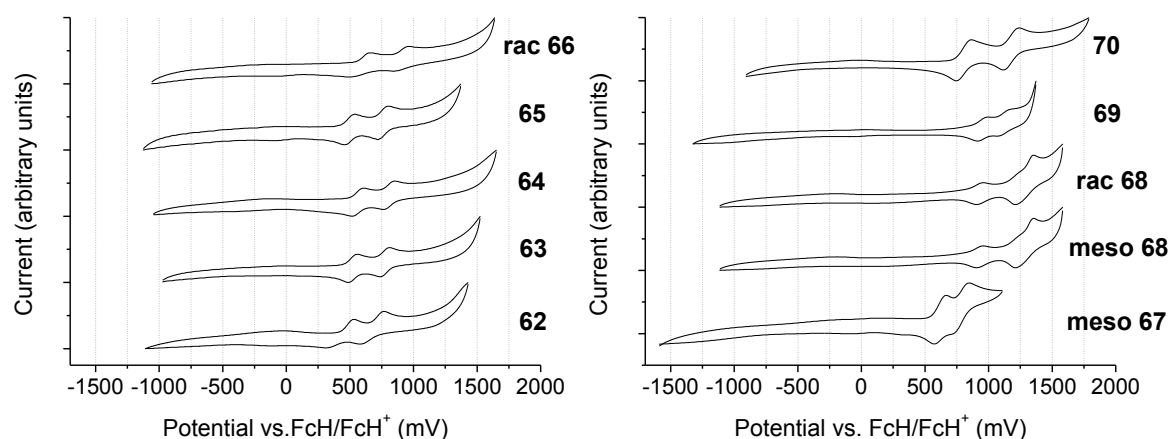 Current (arbitrary units)
rac 66
65
64
63
62
-1500 -1000 -500 0 500 1000 1500 2000
Potential vs.FcH/FcH+ (mV)
Current (arbitrary units)
70
69
rac 68
meso 68
meso 67
-1500 -1000 -500 0 500 1000 1500 2000
Potential vs. FcH/FcH+ (mV)